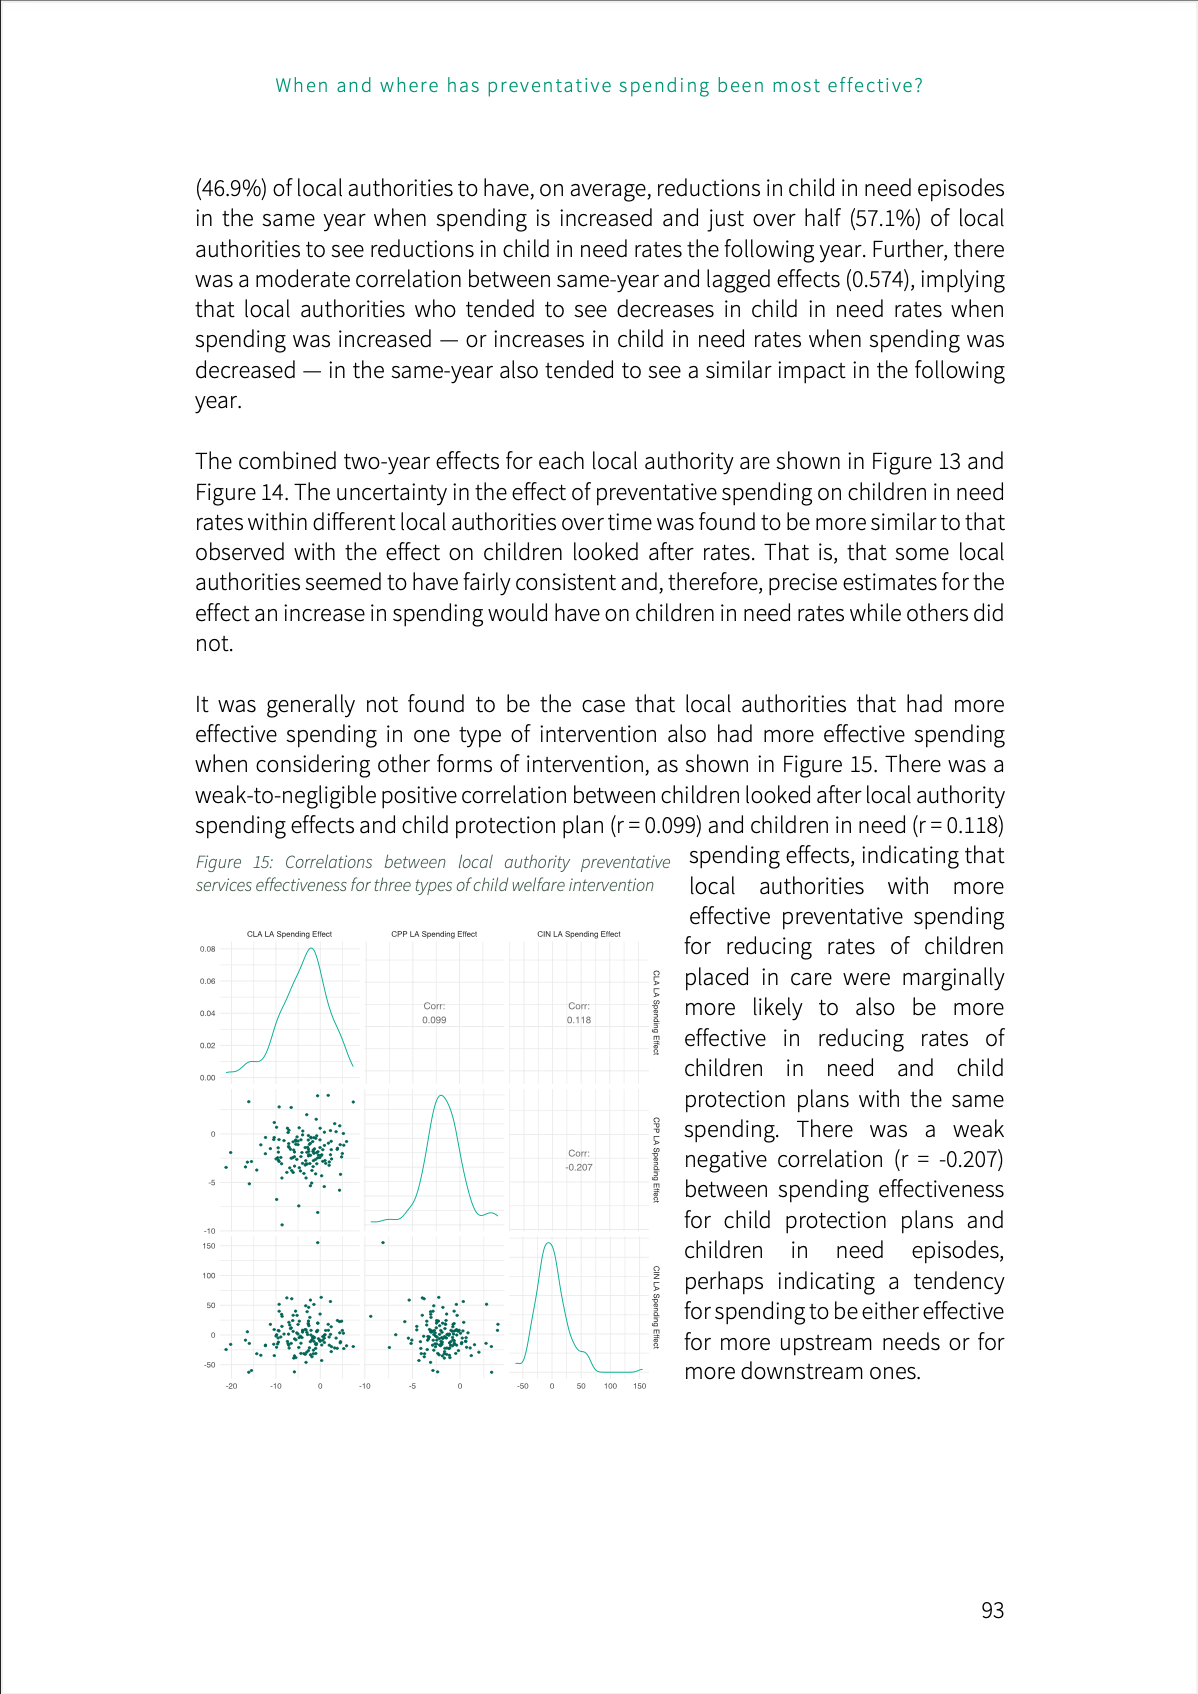 When and where has preventative spending been most effective?
(46.9%) of local authorities to have, on average, reductions in child in need episodes
in the same year when spending is increased and just over half (57.1%) of local
authorities to see reductions in child in need rates the following year. Further, there
was a moderate correlation between same-year and lagged effects (0.574), implying
that local authorities who tended to see decreases in child in need rates when
spending was increased — or increases in child in need rates when spending was
decreased — in the same-year also tended to see a similar impact in the following
year.
The combined two-year effects for each local authority are shown in Figure 13 and
Figure 14. The uncertainty in the effect of preventative spending on children in need
rates within different local authorities over time was found to be more similar to that
observed with the effect on children looked after rates. That is, that some local
authorities seemed to have fairly consistent and, therefore, precise estimates for the
effect an increase in spending would have on children in need rates while others did
not.
It was generally not found to be the case that local authorities that had more
effective spending in one type of intervention also had more effective spending
when considering other forms of intervention, as shown in Figure 15. There was a
weak-to-negligible positive correlation between children looked after local authority
spending effects and child protection plan (r = 0.099) and children in need (r = 0.118)
spending effects, indicating that
local authorities with more
effective preventative spending
for reducing rates of children
placed in care were marginally
more likely to also be more
effective in reducing rates of
children in need and child
protection plans with the same
spending. There was a weak
negative correlation (r = -0.207)
between spending effectiveness
for child protection plans and
children in need episodes,
perhaps indicating a tendency
for spending to be either effective
for more upstream needs or for
more downstream ones.
Figure 15: Correlations between local authority preventative
services effectiveness for three types of child welfare intervention
CLA LA Spending Effect
CPP LA Spending Effect
CIN LA Spending Effect
0.08
0.06
0.04
0.02
0.00
Corr:
0.099
Corr:
0.118
CLA LA Spending Effect
0
-5
-10
Corr:
-0.207
CPP LA Spending Effect
150
100
50
0
-50
CIN LA Spending Effect
-20 -10 0
-10 -5 0
-50 0 50 100 150
93